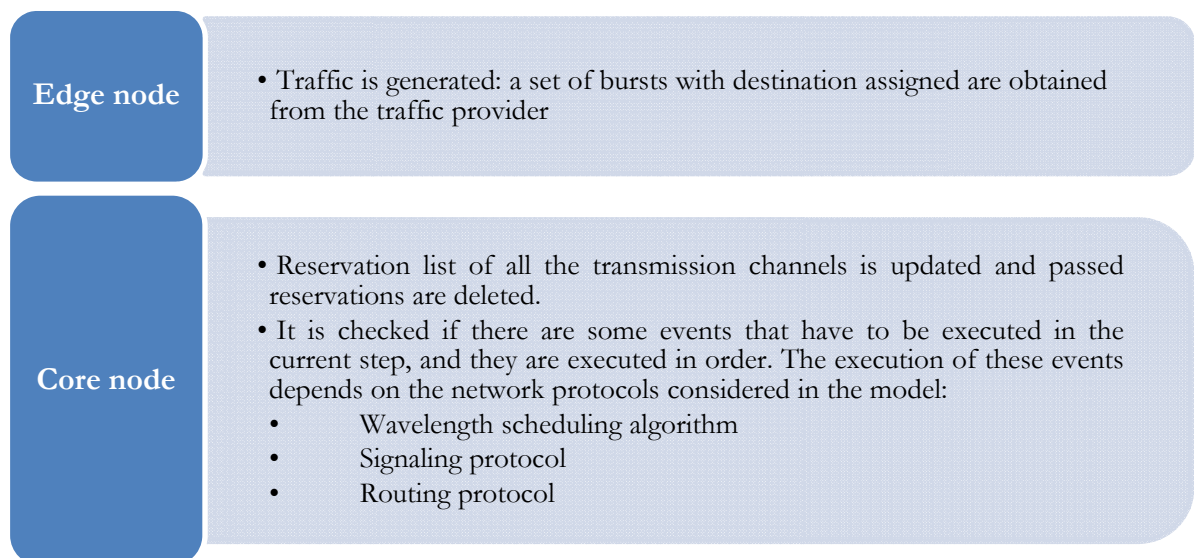 Edge node
• Traffic is generated: a set of bursts with destination assigned are obtained
from the traffic provider
Core node
• Reservation list of all the transmission channels is updated and passed
reservations are deleted.
• It is checked if there are some events that have to be executed in the
current step, and they are executed in order. The execution of these events
depends on the network protocols considered in the model:
• Wavelength scheduling algorithm
• Signaling protocol
• Routing protocol